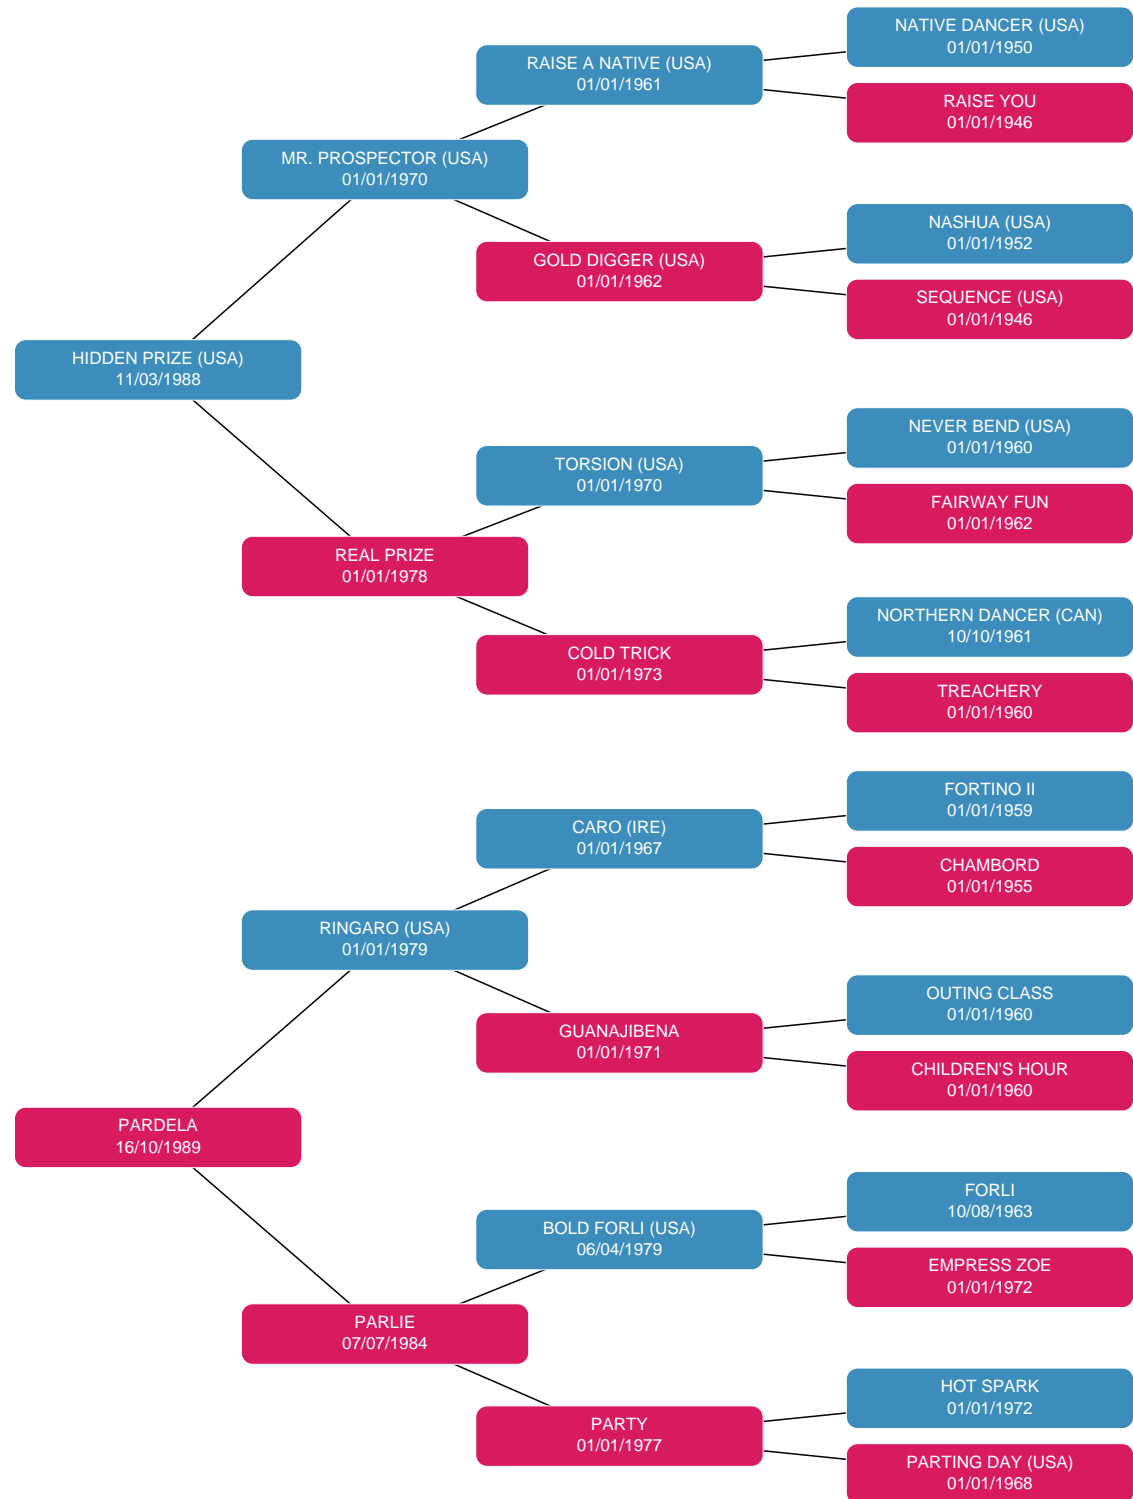 NATIVE DANCER (USA)
01/01/1950
RAISE A NATIVE (USA)
01/01/1961
RAISE YOU
01/01/1946
MR. PROSPECTOR (USA)
01/01/1970
NASHUA (USA)
01/01/1952
GOLD DIGGER (USA)
01/01/1962
SEQUENCE (USA)
01/01/1946
HIDDEN PRIZE (USA)
11/03/1988
NEVER BEND (USA)
01/01/1960
TORSION (USA)
01/01/1970
FAIRWAY FUN
01/01/1962
REAL PRIZE
01/01/1978
NORTHERN DANCER (CAN)
10/10/1961
COLD TRICK
01/01/1973
TREACHERY
01/01/1960
FORTINO II
01/01/1959
CARO (IRE)
01/01/1967
CHAMBORD
01/01/1955
RINGARO (USA)
01/01/1979
OUTING CLASS
01/01/1960
GUANAJIBENA
01/01/1971
CHILDREN'S HOUR
01/01/1960
PARDELA
16/10/1989
FORLI
10/08/1963
BOLD FORLI (USA)
06/04/1979
EMPRESS ZOE
01/01/1972
PARLIE
07/07/1984
HOT SPARK
01/01/1972
PARTY
01/01/1977
PARTING DAY (USA)
01/01/1968